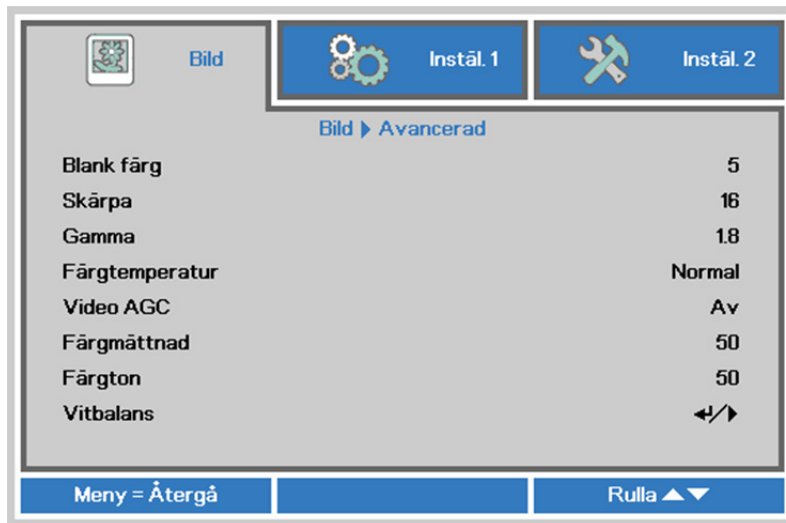 Bild
Instäl. 1
Instäl. 2
Bild Avancerad
Blank färg 5
Skärpa 16
Gamma 1.8
Färgtemperatur Normal
Video AGC Av
Färgmättnad 50
Färgton 50
Vitbalans
Meny = Återgå
Rulla